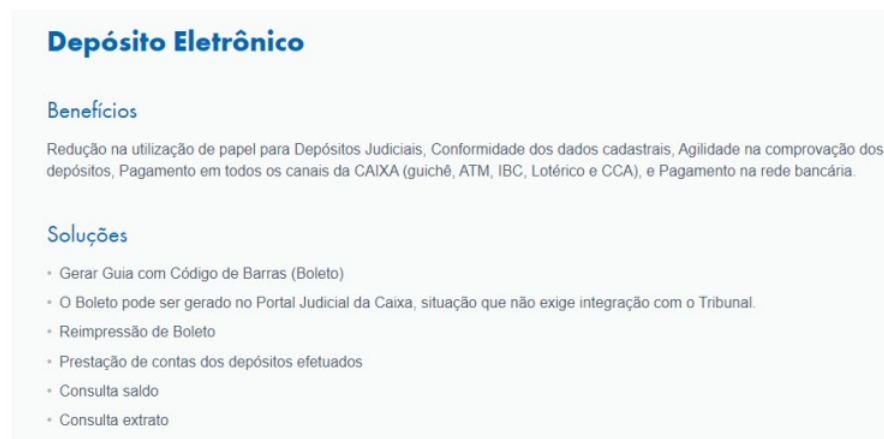 Depósito Eletrônico
Benefícios
Redução na utilização de papel para Depósitos Judiciais, Conformidade dos dados cadastrais, Agilidade na comprovação dos
depósitos, Pagamento em todos os canais da CAIXA (guichê, ATM, IBC, Lotérico e CCA), e Pagamento na rede bancária.
Soluções
• Gerar Guia com Código de Barras (Boleto)
• O Boleto pode ser gerado no Portal Judicial da Caixa, situação que não exige integração com o Tribunal.
• Reimpressão de Boleto
• Prestação de contas dos depósitos efetuados
• Consulta saldo
• Consulta extrato